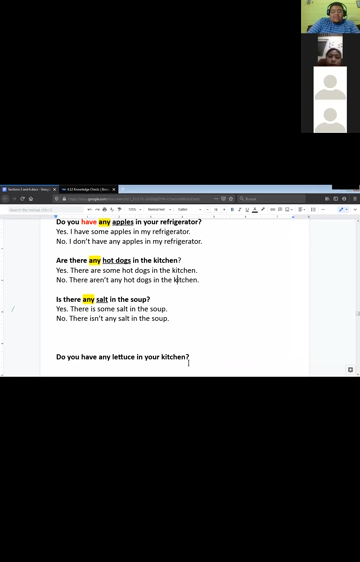 Do you have any apples in your refrigerator?
Yes. I have some apples in my refrigerator.
No. I don't have any apples in my refrigerator.
Are there any hot dogs in the kitchen?
Yes. There are some hot dogs in the kitchen.
No. There aren't any hot dogs in the kitchen.
Is there any salt in the soup?
Yes. There is some salt in the soup.
No. There isn't any salt in the soup.
Do you have any lettuce in your kitchen?